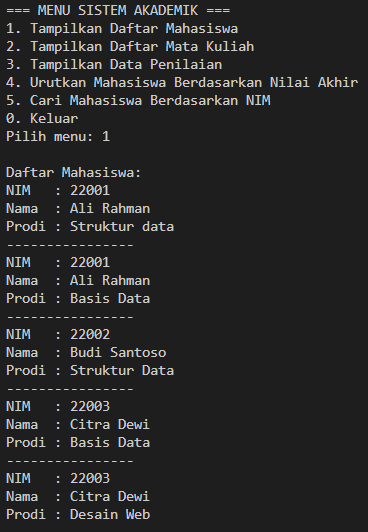 === MENU SISTEM AKADEMIK ===
1. Tampilkan Daftar Mahasiswa
2. Tampilkan Daftar Mata Kuliah
3. Tampilkan Data Penilaian
4. Urutkan Mahasiswa Berdasarkan Nilai Akhir
5. Cari Mahasiswa Berdasarkan NIM
0. Keluar
Pilih menu: 1

Daftar Mahasiswa:
NIM   : 22001
Nama  : Ali Rahman
Prodi : Struktur data
----------------
NIM   : 22001
Nama  : Ali Rahman
Prodi : Basis Data
----------------
NIM   : 22002
Nama  : Budi Santoso
Prodi : Struktur Data
----------------
NIM   : 22003
Nama  : Citra Dewi
Prodi : Basis Data
----------------
NIM   : 22003
Nama  : Citra Dewi
Prodi : Desain Web